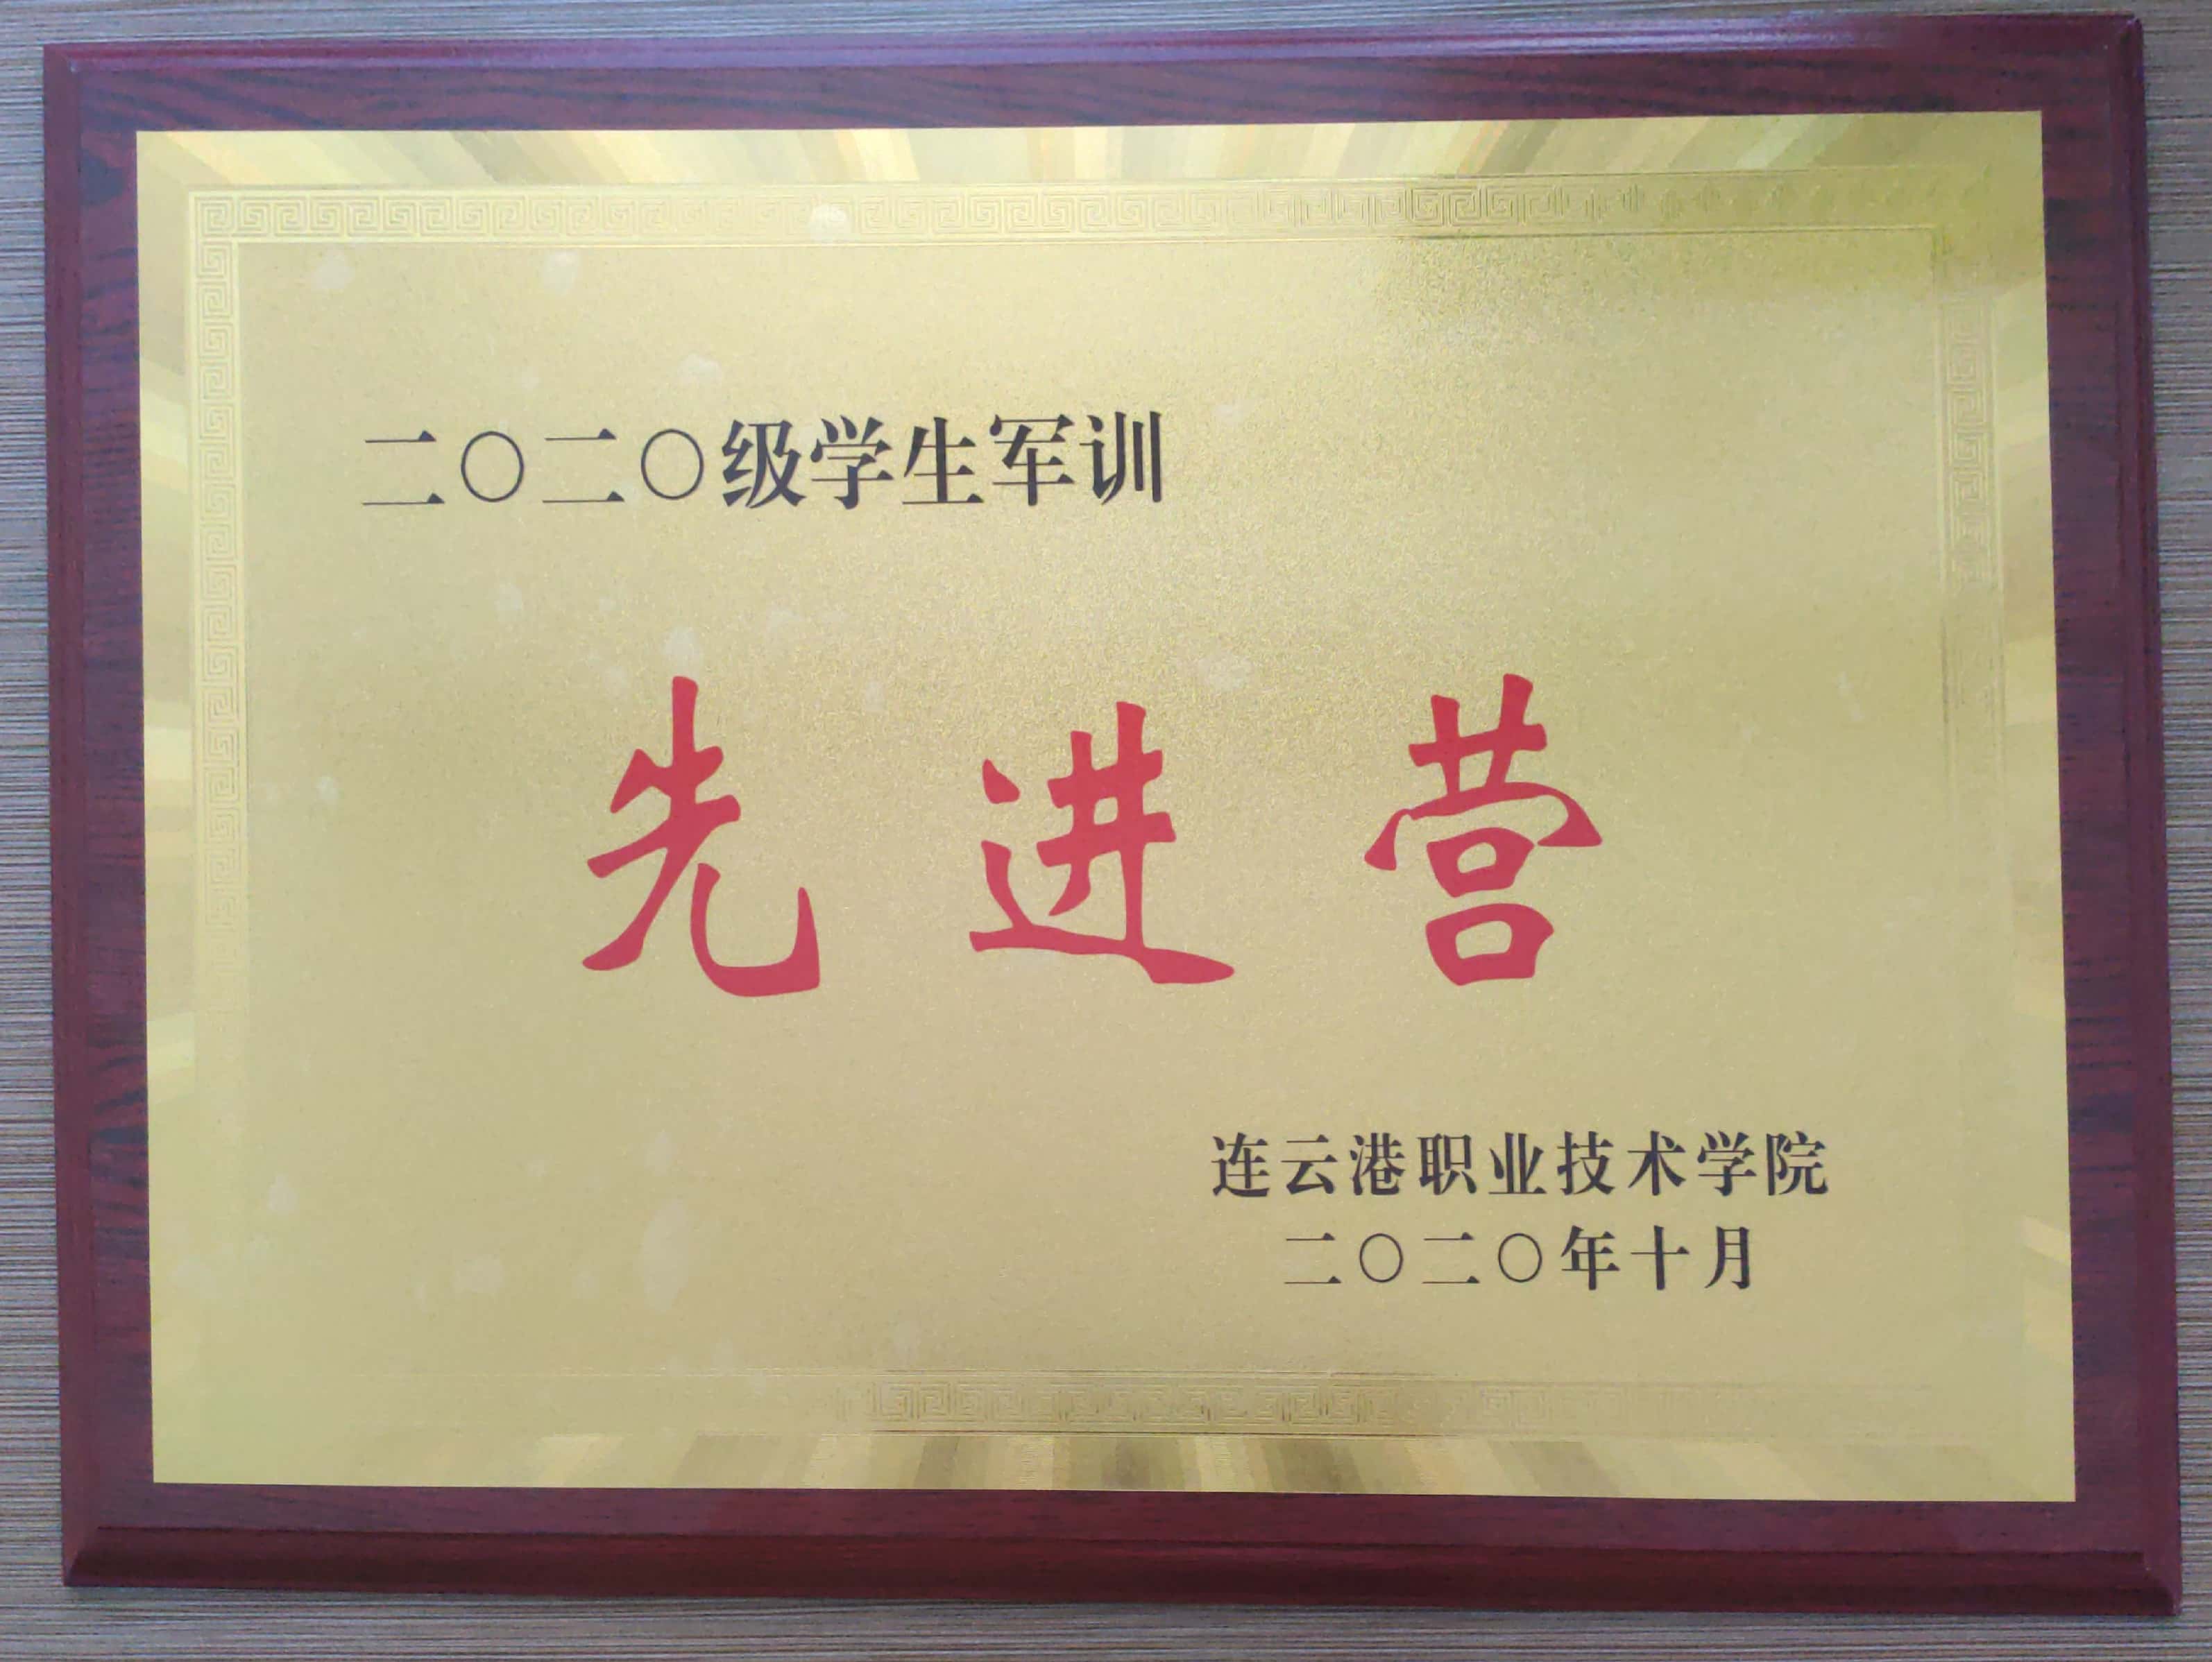 二〇二〇级学生军训
先进营
连云港职业技术学院
二〇二〇年十月